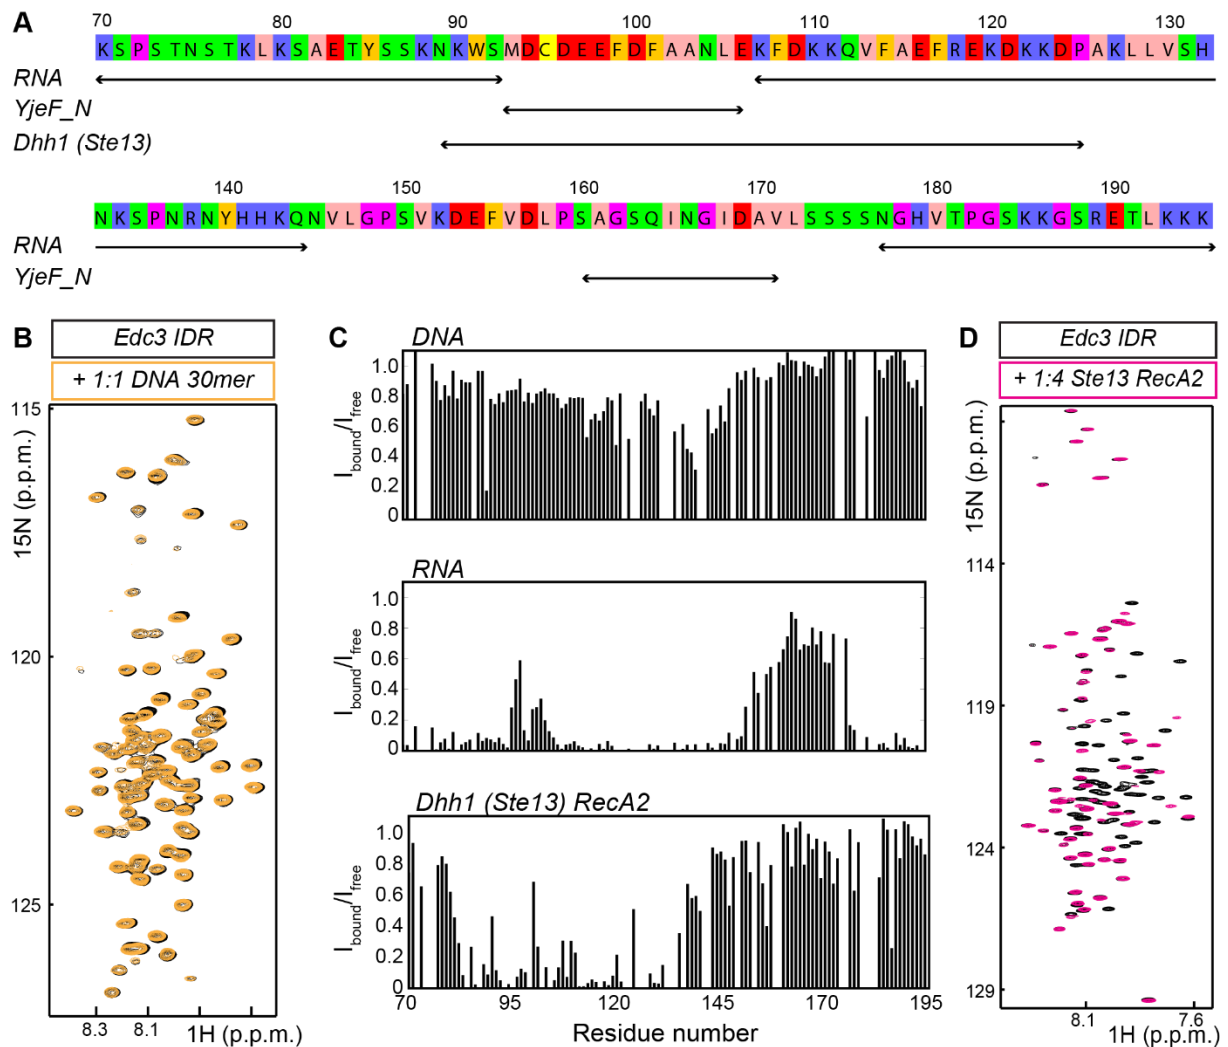 A
70 80 90 100 110 120 130
KSPSTNSTKLKSAETYSSKNKWSMDCDEEFDFAANLEKFDKKQVFAEFREKDKKDPAKLLVSH
RNA
YjeF_N
Dhh1 (Ste13)
140 150 160 170 180 190
NKSPNRNYHHKQNVLGPSVKDEFVDLPSAGSQINGIDAVLSSSSNGHVTPGSKKGSRETLKKK
RNA
YjeF_N
B
Edc3 IDR
+ 1:1 DNA 30mer
115
120
125
15N (p.p.m.)
8.3 8.1
1H (p.p.m.)
C
DNA
1.0
0.8
0.6
0.4
0.2
0
Ibound/Ifree
RNA
1.0
0.8
0.6
0.4
0.2
0
Ibound/Ifree
Dhh1 (Ste13) RecA2
1.0
0.8
0.6
0.4
0.2
0
Ibound/Ifree
70 95 120 145 170 195
Residue number
D
Edc3 IDR
+ 1:4 Ste13 RecA2
15N (p.p.m.)
114
119
124
129
8.1 7.6
1H (p.p.m.)